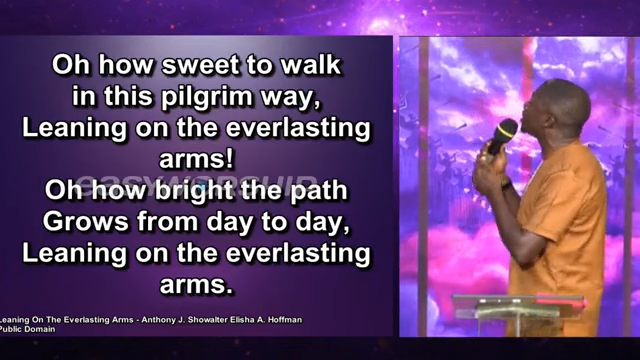 Oh how sweet to walk
in this pilgrim way,
Leaning on the everlasting
arms!
easyworship
Oh how bright the path
Grows from day to day,
Leaning on the everlasting
arms.
Leaning On The Everlasting Arms - Anthony J. Showalter Elisha A. Hoffman
Public Domain